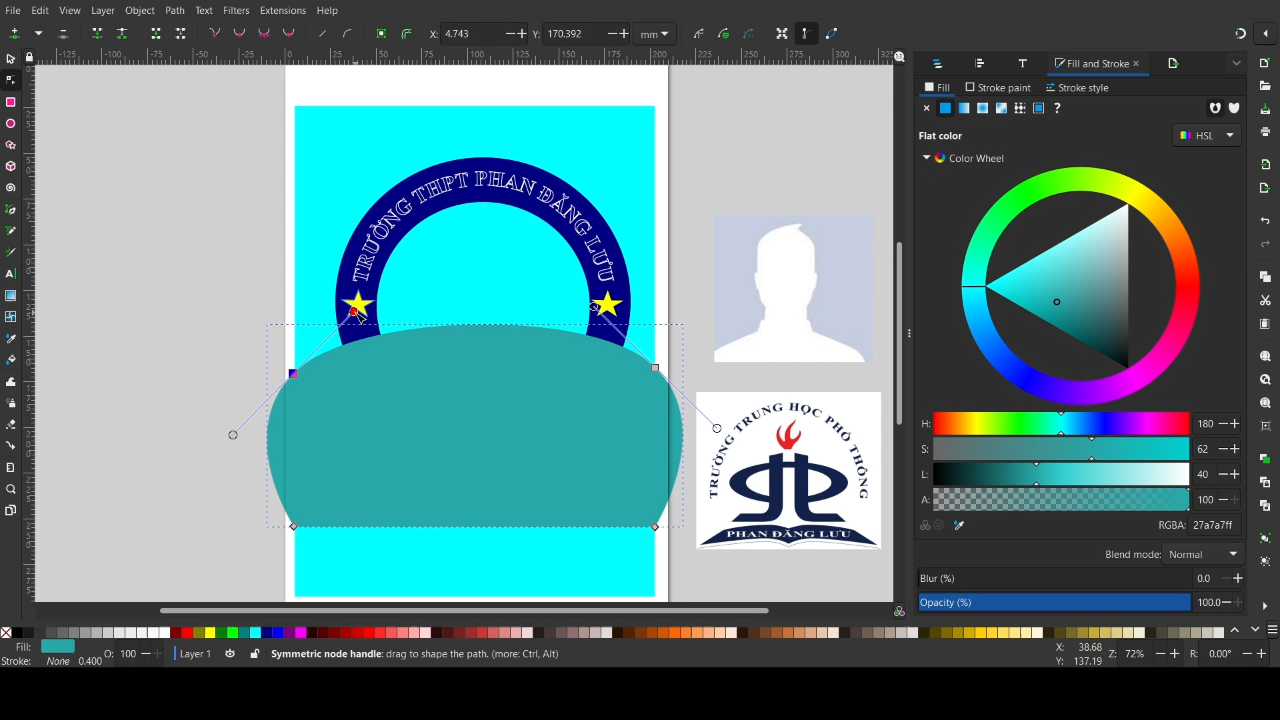 File Edit View Layer Object Path Text Filters Extensions Help
X: 4.743 Y: 170.392 mm
Fill and Stroke
Fill Stroke paint Stroke style
Flat color HSL
Color Wheel
TRƯỜNG THPT PHAN ĐĂNG LƯU
TRƯỜNG TRUNG HỌC PHỔ THÔNG
PHAN ĐĂNG LƯU
H: 180
S: 62
L: 40
A: 100
RGBA: 27a7a7ff
Blend mode: Normal
Blur (%) 0.0
Opacity (%) 100.0
Fill: O: 100 Layer 1 Symmetric node handle: drag to shape the path. (more: Ctrl, Alt) X: 38.68 Z: 72% R: 0.00°
Stroke: None 0.400 Y: 137.19